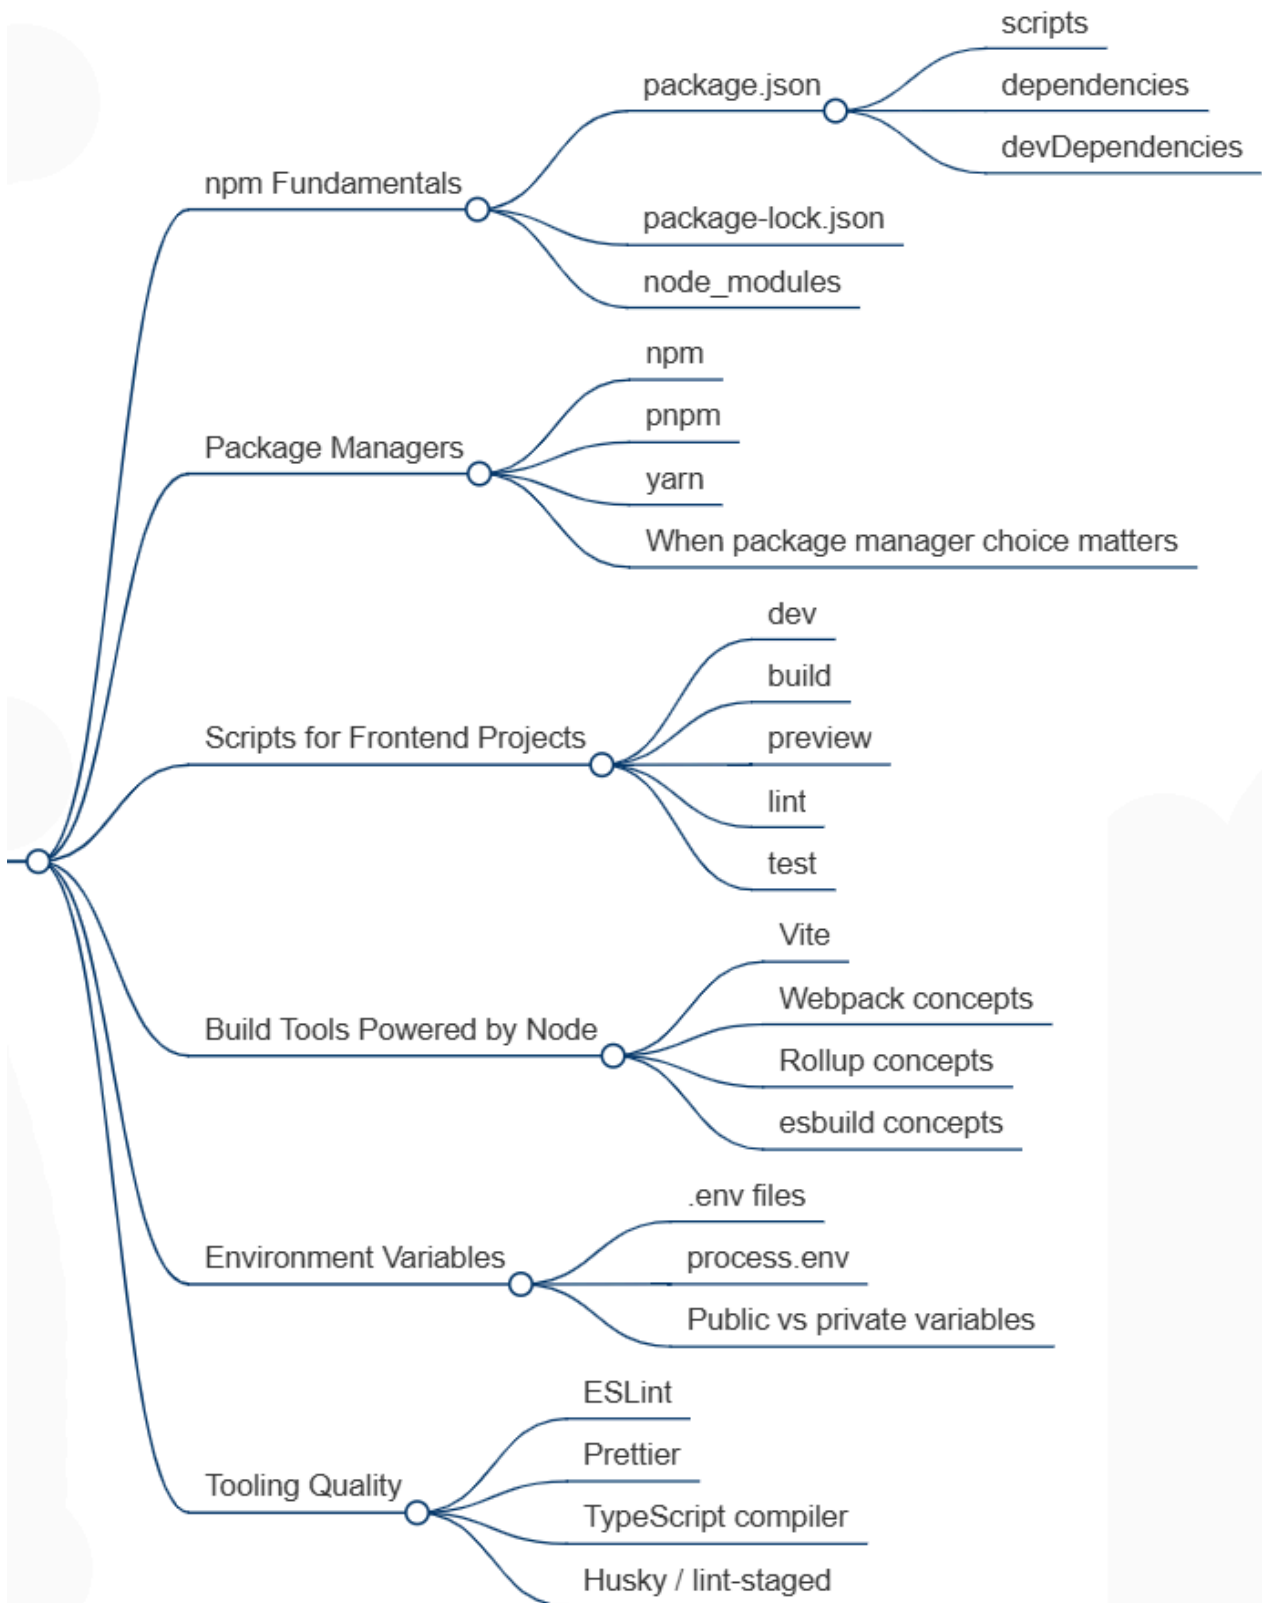 npm Fundamentals
package.json
scripts
dependencies
devDependencies
package-lock.json
node_modules
Package Managers
npm
pnpm
yarn
When package manager choice matters
Scripts for Frontend Projects
dev
build
preview
lint
test
Build Tools Powered by Node
Vite
Webpack concepts
Rollup concepts
esbuild concepts
Environment Variables
.env files
process.env
Public vs private variables
Tooling Quality
ESLint
Prettier
TypeScript compiler
Husky / lint-staged